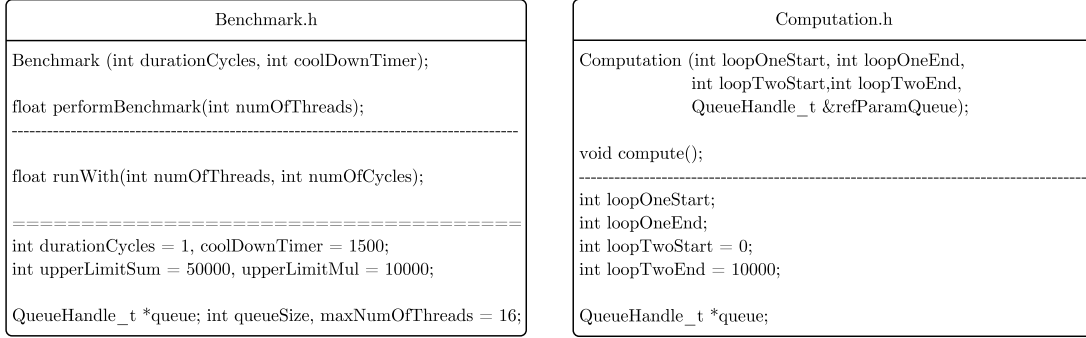 Benchmark.h
Benchmark (int durationCycles, int coolDownTimer);
float performBenchmark(int numOfThreads);
float runWith(int numOfThreads, int numOfCycles);
int durationCycles = 1, coolDownTimer = 1500;
int upperLimitSum = 50000, upperLimitMul = 10000;
QueueHandle_t *queue; int queueSize, maxNumOfThreads = 16;
Computation.h
Computation (int loopOneStart, int loopOneEnd,
int loopTwoStart,int loopTwoEnd,
QueueHandle_t &refParamQueue);
void compute();
int loopOneStart;
int loopOneEnd;
int loopTwoStart = 0;
int loopTwoEnd = 10000;
QueueHandle_t *queue;